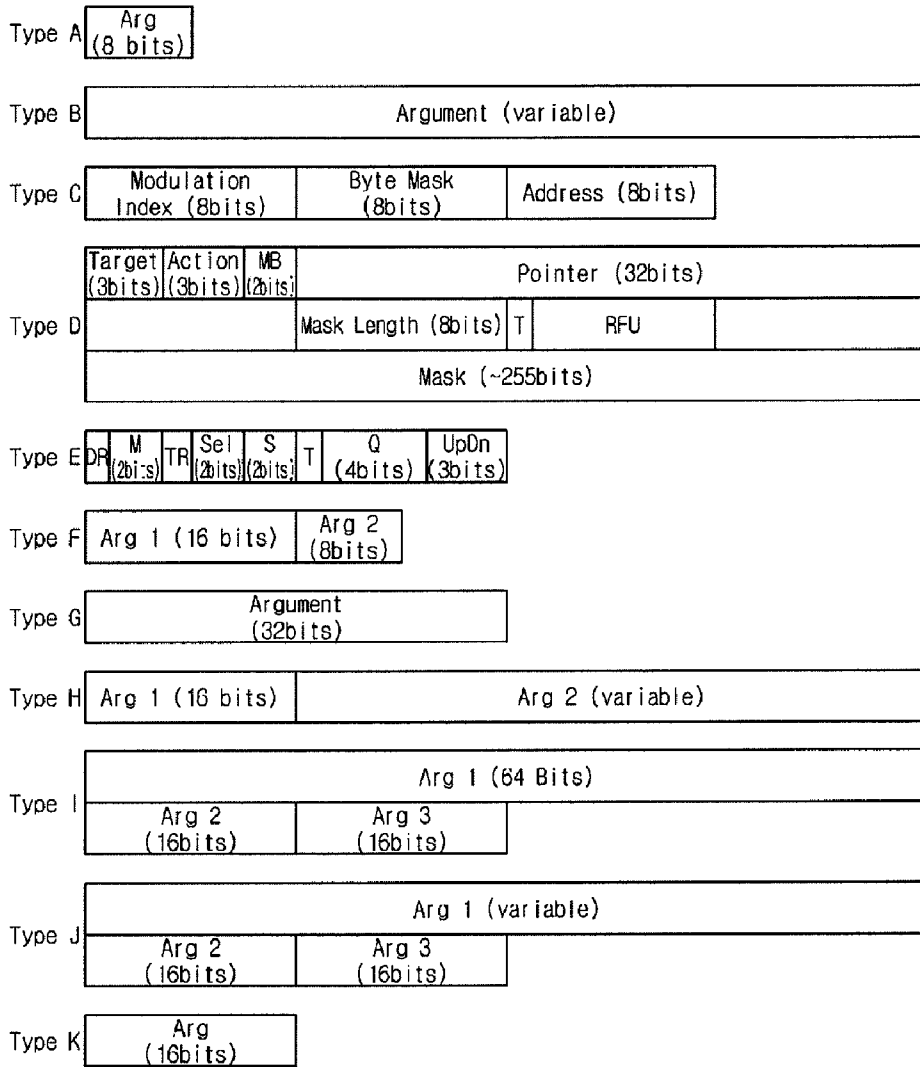 Type A
Arg
(8 bits)
Type B
Argument (variable)
Type C
Modulation
Index (8bits)
Byte Mask
(8bits)
Address (8bits)
Type D
Target
(3bits)
Action
(3bits)
MB
(2bits)
Pointer (32bits)
Mask Length (8bits)
T
RFU
Mask (~255bits)
Type E
DR
M
(2bits)
TR
Sel
(2bits)
S
(2bits)
T
Q
(4bits)
UpDn
(3bits)
Type F
Arg 1 (16 bits)
Arg 2
(8bits)
Type G
Argument
(32bits)
Type H
Arg 1 (16 bits)
Arg 2 (variable)
Type I
Arg 1 (64 Bits)
Arg 2
(16bits)
Arg 3
(16bits)
Type J
Arg 1 (variable)
Arg 2
(16bits)
Arg 3
(16bits)
Type K
Arg
(16bits)